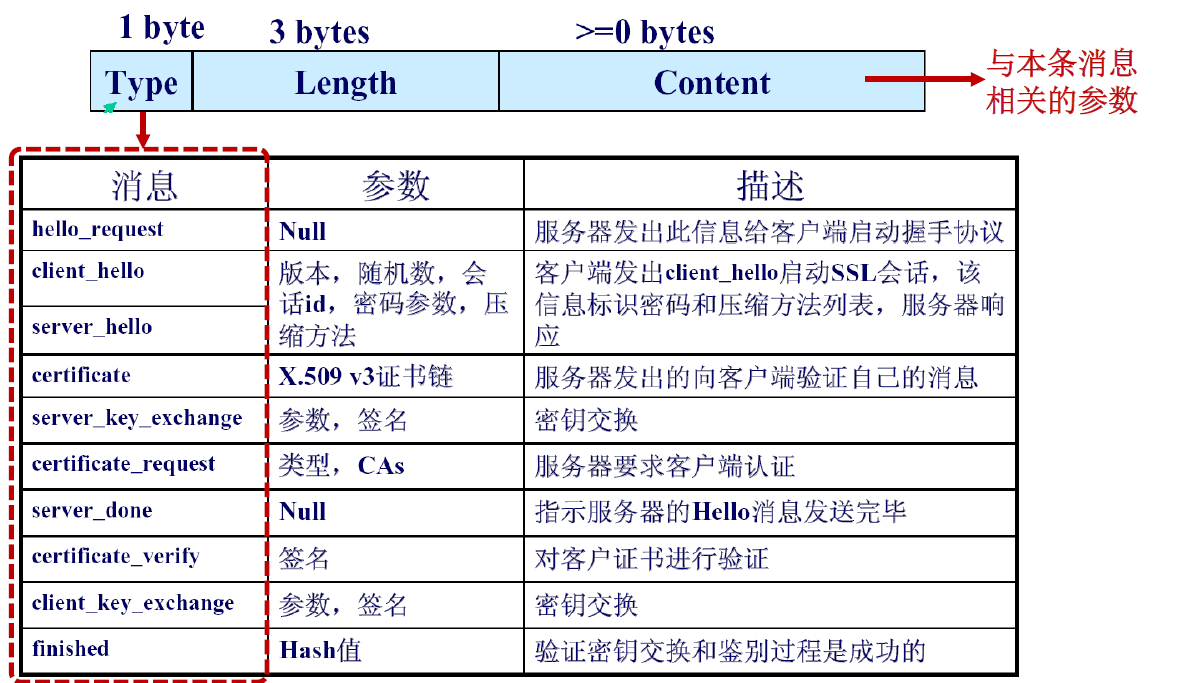 1 byte 3 bytes >=0 bytes
Type Length Content
与本条消息
相关的参数
消息 参数 描述
hello_request Null 服务器发出此信息给客户端启动握手协议
client_hello
server_hello
版本，随机数，会
话id，密码参数，压
缩方法
客户端发出client_hello启动SSL会话，该
信息标识密码和压缩方法列表，服务器响
应
certificate X.509 v3证书链 服务器发出的向客户端验证自己的消息
server_key_exchange 参数，签名 密钥交换
certificate_request 类型，CAs 服务器要求客户端认证
server_done Null 指示服务器的Hello消息发送完毕
certificate_verify 签名 对客户证书进行验证
client_key_exchange 参数，签名 密钥交换
finished Hash值 验证密钥交换和鉴别过程是成功的